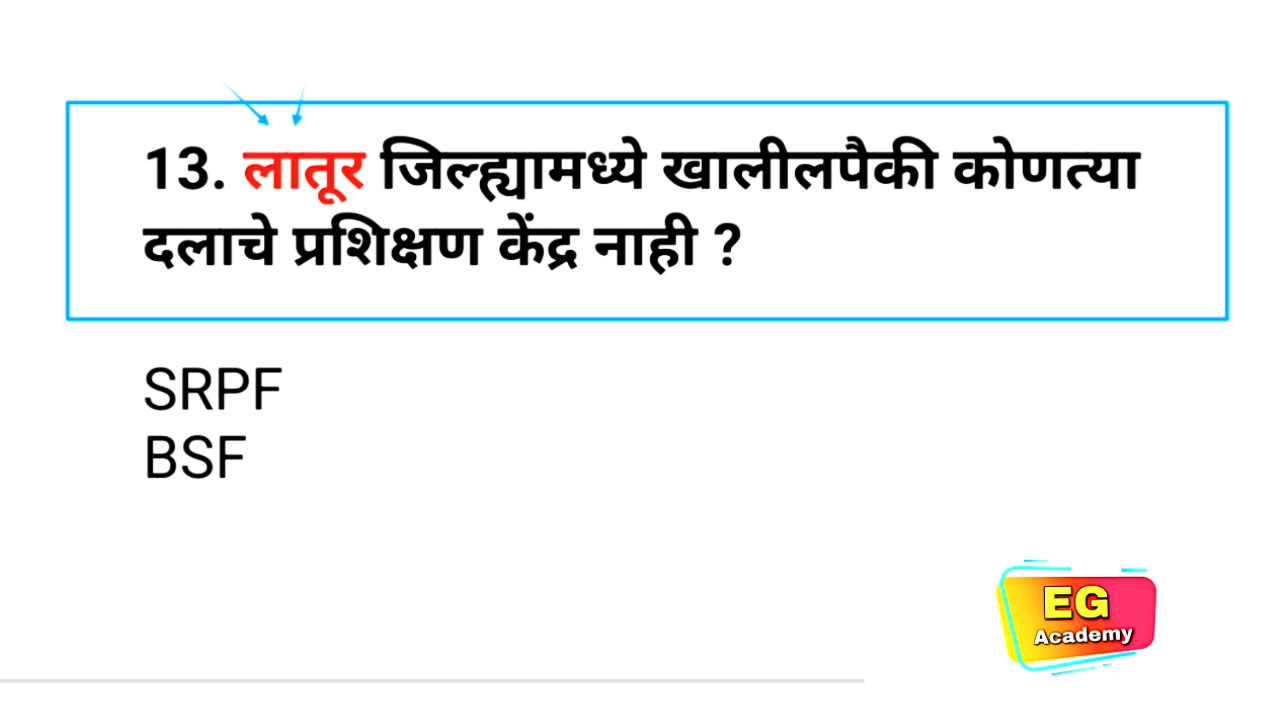 13. लातूर जिल्ह्यामध्ये खालीलपैकी कोणत्या
दलाचे प्रशिक्षण केंद्र नाही ?
SRPF
BSF
EG
Academy